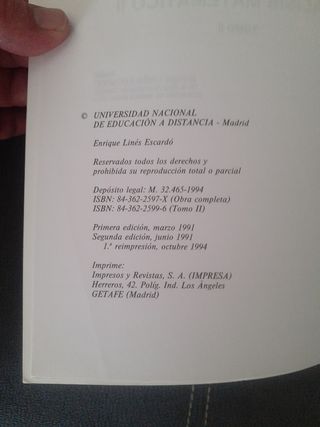 © UNIVERSIDAD NACIONAL
DE EDUCACIÓN A DISTANCIA - Madrid
Enrique Linés Escardó
Reservados todos los derechos y
prohibida su reproducción total o parcial
Depósito legal: M. 32.465-1994
ISBN: 84-362-2597-X (Obra completa)
ISBN: 84-362-2599-6 (Tomo II)
Primera edición, marzo 1991
Segunda edición, junio 1991
1.ª reimpresión, octubre 1994
Imprime:
Impresos y Revistas, S. A. (IMPRESA)
Herreros, 42. Políg. Ind. Los Angeles
GETAFE (Madrid)